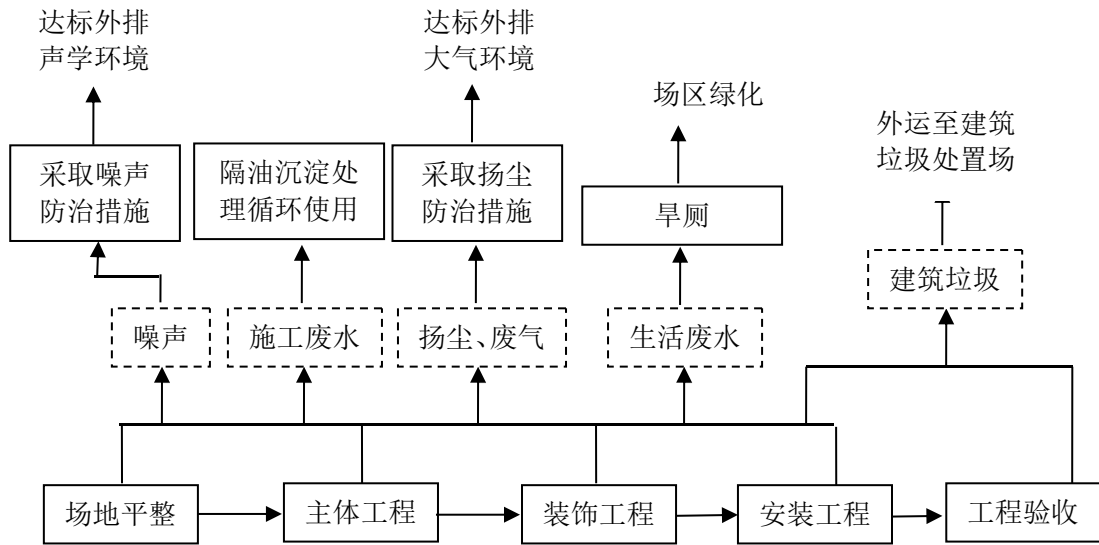 达标外排
声学环境
达标外排
大气环境
场区绿化
外运至建筑
垃圾处置场
采取噪声
防治措施
隔油沉淀处
理循环使用
采取扬尘
防治措施
旱厕
建筑垃圾
噪声
施工废水
扬尘、废气
生活废水
场地平整
主体工程
装饰工程
安装工程
工程验收